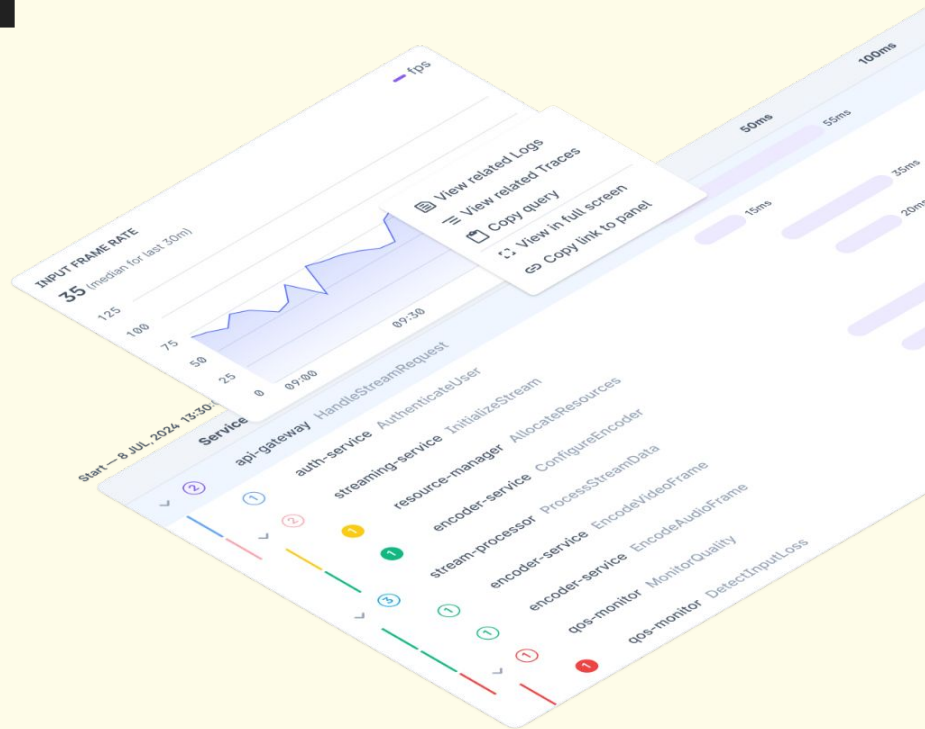 fps
INPUT FRAME RATE
35 (median for last 30m)
125
100
75
50
25
0
09:00
09:30
View related Logs
View related Traces
Copy query
View in full screen
Copy link to panel
Start — 8 JUL, 2024 13:30:
Service
50ms
100ms
2 api-gateway HandleStreamRequest
55ms
1 auth-service AuthenticateUser
15ms
2 streaming-service InitializeStream
35ms
1 resource-manager AllocateResources
20ms
1 encoder-service ConfigureEncoder
3 stream-processor ProcessStreamData
1 encoder-service EncodeVideoFrame
1 encoder-service EncodeAudioFrame
1 qos-monitor MonitorQuality
1 qos-monitor DetectInputLoss